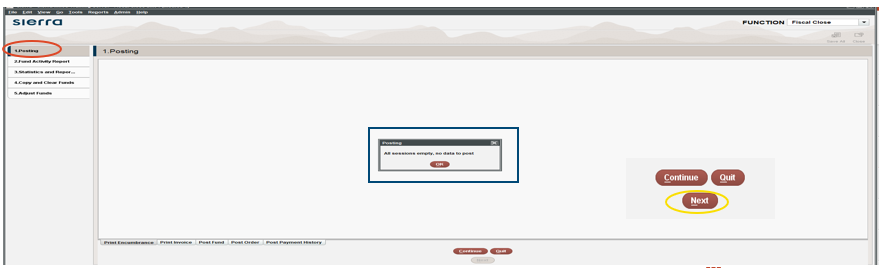 File Edit View Go Tools Reports Admin Help
sierra
FUNCTION Fiscal Close
Save All Close
1.Posting
2.Fund Activity Report
3.Statistics and Repor...
4.Copy and Clear Funds
5.Adjust Funds
1.Posting
Posting
All sessions empty, no data to post
OK
Continue Quit
Next
Print Encumbrance Print Invoice Post Fund Post Order Post Payment History
Continue Quit
Next